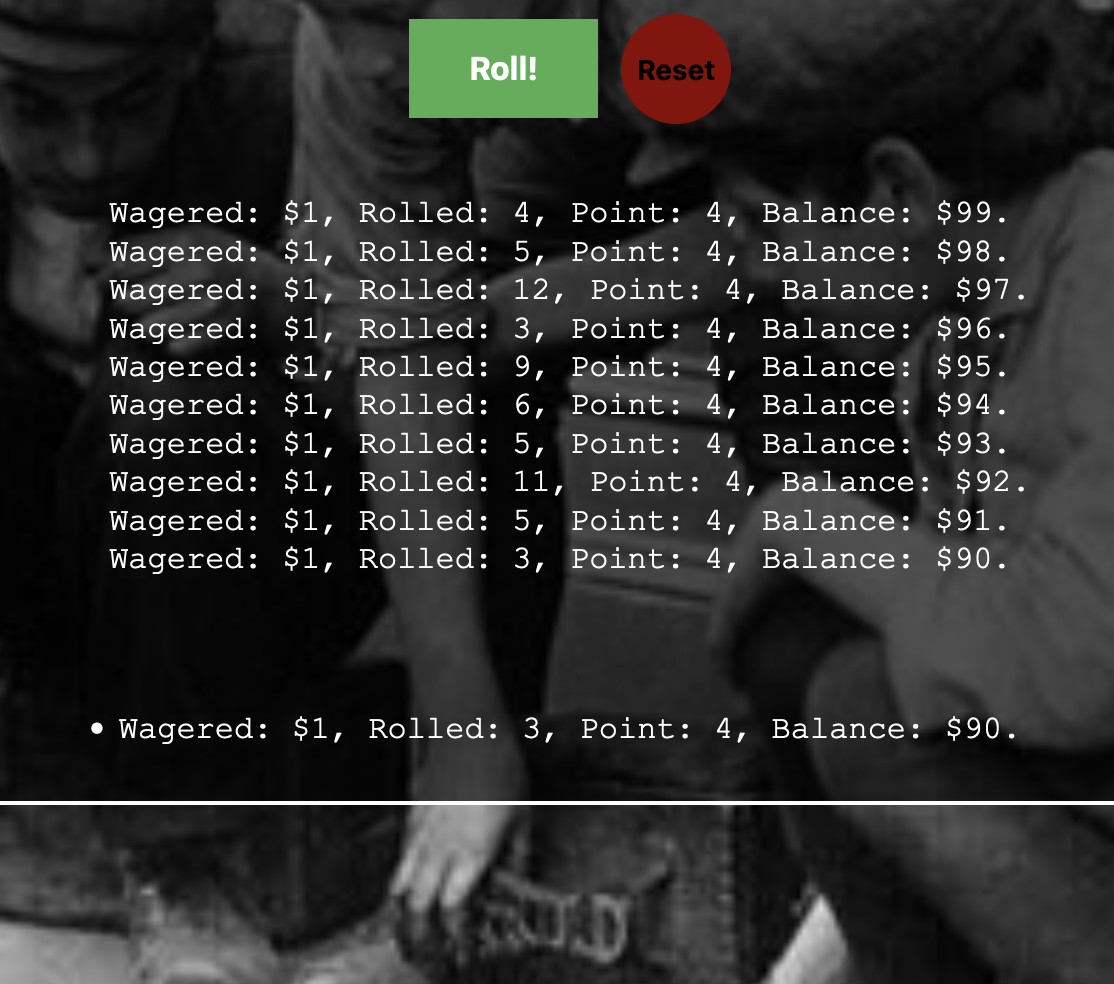 Roll! Reset
Wagered: $1, Rolled: 4, Point: 4, Balance: $99.
Wagered: $1, Rolled: 5, Point: 4, Balance: $98.
Wagered: $1, Rolled: 12, Point: 4, Balance: $97.
Wagered: $1, Rolled: 3, Point: 4, Balance: $96.
Wagered: $1, Rolled: 9, Point: 4, Balance: $95.
Wagered: $1, Rolled: 6, Point: 4, Balance: $94.
Wagered: $1, Rolled: 5, Point: 4, Balance: $93.
Wagered: $1, Rolled: 11, Point: 4, Balance: $92.
Wagered: $1, Rolled: 5, Point: 4, Balance: $91.
Wagered: $1, Rolled: 3, Point: 4, Balance: $90.
• Wagered: $1, Rolled: 3, Point: 4, Balance: $90.